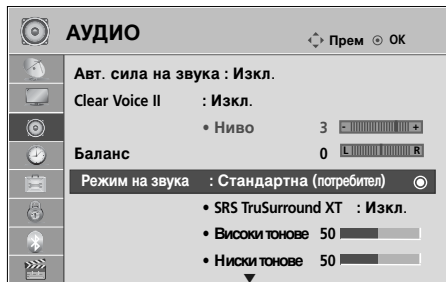 АУДИО
Прем ОК
Авт. сила на звука : Изкл.
Clear Voice II : Изкл.
• Ниво 3 - +
Баланс 0 L R
Режим на звука : Стандартна (потребител)
• SRS TruSurround XT : Изкл.
• Високи тонове 50
• Ниски тонове 50